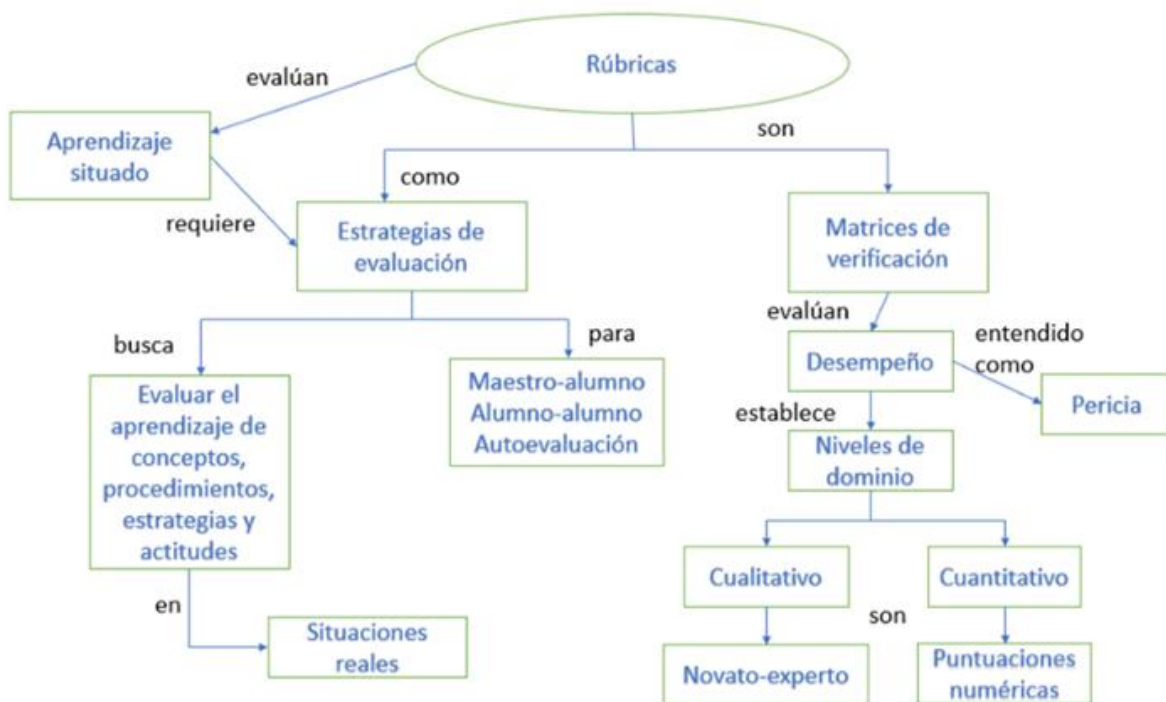 Rúbricas
evalúan
son
Aprendizaje
situado
como
requiere
Estrategias de
evaluación
Matrices de
verificación
evalúan
entendido
como
busca
para
Desempeño
Pericia
Evaluar el
aprendizaje de
conceptos,
procedimientos,
estrategias y
actitudes
Maestro-alumno
Alumno-alumno
Autoevaluación
establece
Niveles de
dominio
Cualitativo
Cuantitativo
en
son
Situaciones
reales
Novato-experto
Puntuaciones
numéricas